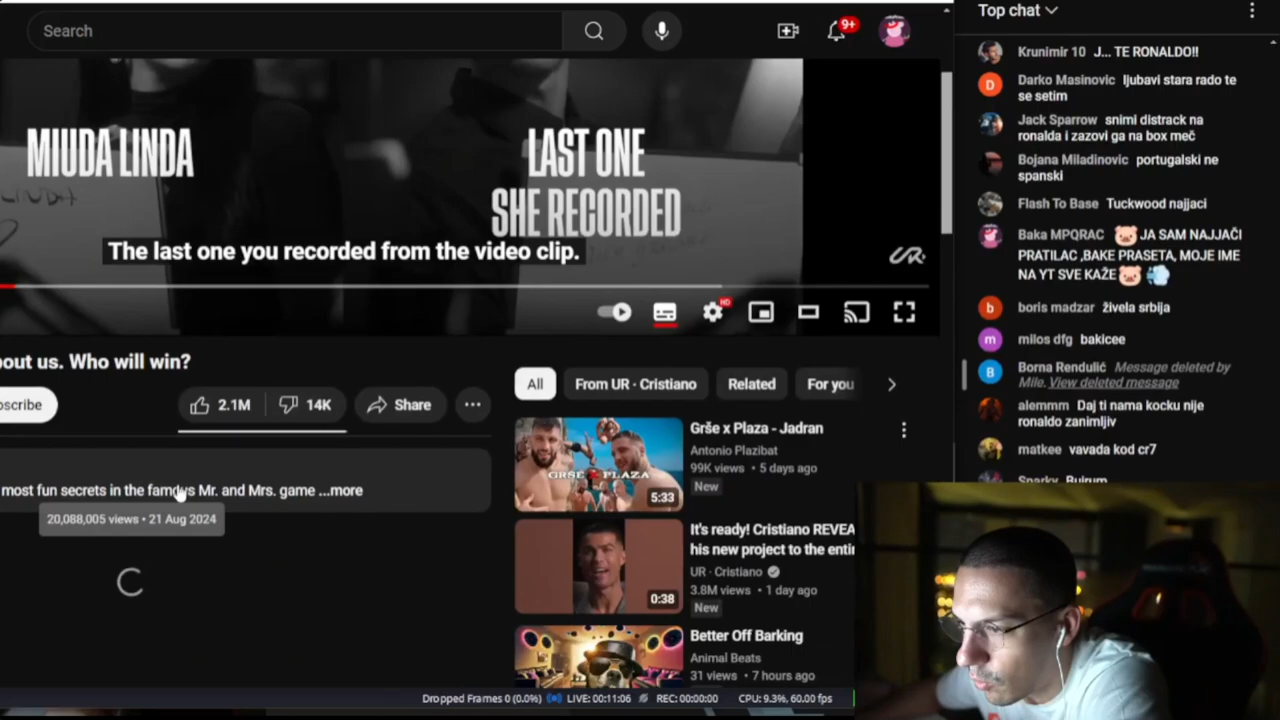 Search
9+
MIUDA LINDA
LAST ONE
SHE RECORDED
The last one you recorded from the video clip.
UR
HD
bout us. Who will win?
scribe
2.1M
14K
Share
most fun secrets in the famous Mr. and Mrs. game ...more
20,088,005 views • 21 Aug 2024
All
From UR · Cristiano
Related
For you
Grše x Plaza - Jadran
Antonio Plazibat
99K views • 5 days ago
New
GRŠE X PLAZA
5:33
It's ready! Cristiano REVEA
his new project to the entir
UR · Cristiano
3.8M views • 1 day ago
New
0:38
Better Off Barking
Animal Beats
31 views • 7 hours ago
Dropped Frames 0 (0.0%) LIVE: 00:11:06 REC: 00:00:00 CPU: 9.3%, 60.00 fps
Top chat
Krunimir 10 J... TE RONALDO!!
Darko Masinovic ljubavi stara rado te
se setim
Jack Sparrow snimi distrack na
ronalda i zazovi ga na box meč
Bojana Miladinovic portugalski ne
spanski
Flash To Base Tuckwood najjaci
Baka MPQRAC 🐷JA SAM NAJJAČI
PRATILAC ,BAKE PRASETA, MOJE IME
NA YT SVE KAŽE🐷💨
boris madzar živela srbija
milos dfg bakicee
Borna Rendulić Message deleted by
Mile. View deleted message
alemmm Daj ti nama kocku nije
ronaldo zanimljiv
matkee vavada kod cr7